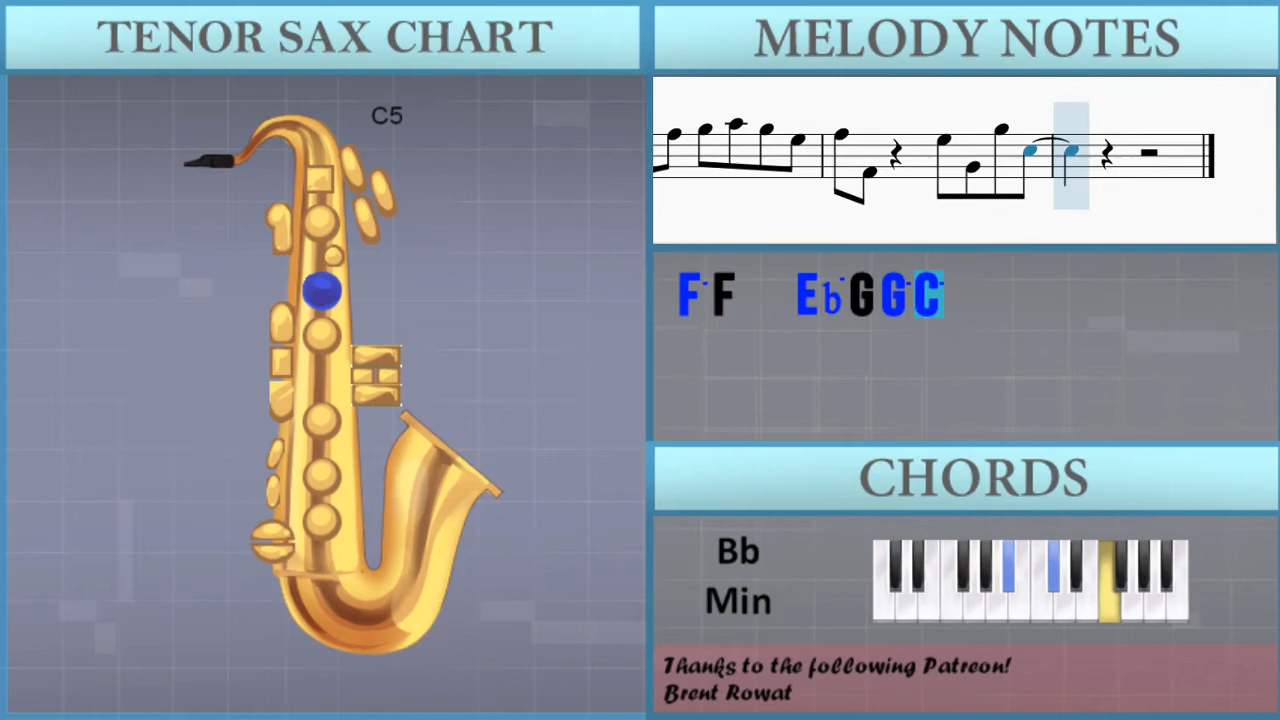 TENOR SAX CHART
MELODY NOTES
C5
F- F Eb- G G- C-
CHORDS
Bb
Min
Thanks to the following Patreon!
Brent Rowat